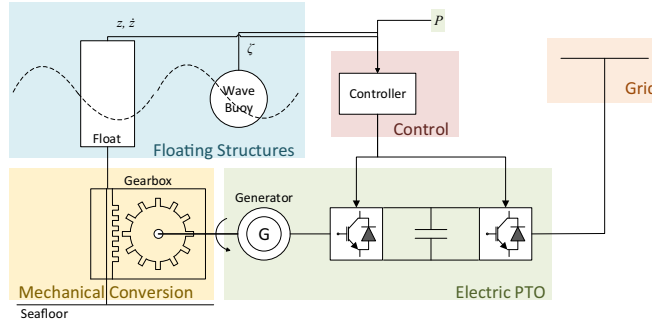 z, ż
P
ζ
Wave
Buoy
Controller
Grid
Float
Control
Floating Structures
Gearbox
Generator
G
Mechanical Conversion
Electric PTO
Seafloor